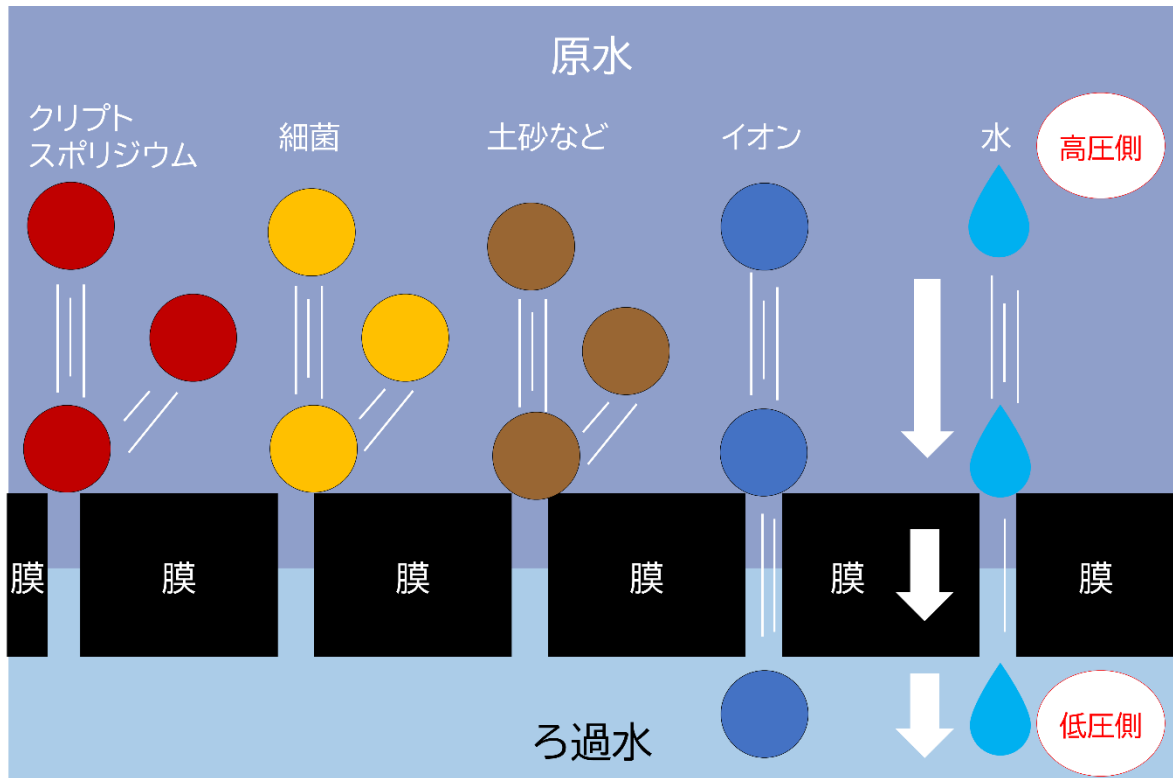 原水
クリプト
スポリジウム
細菌
土砂など
イオン
水
高圧側
膜
膜
膜
膜
膜
膜
ろ過水
低圧側